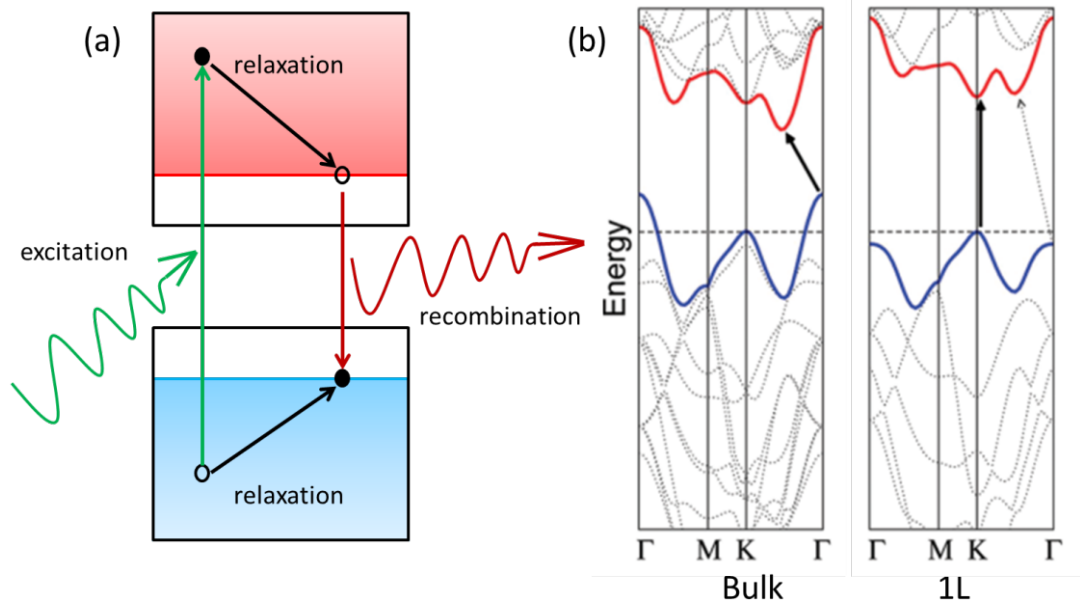 (a)
relaxation
excitation
recombination
relaxation
(b)
Energy
Γ M K Γ
Bulk
Γ M K Γ
1L